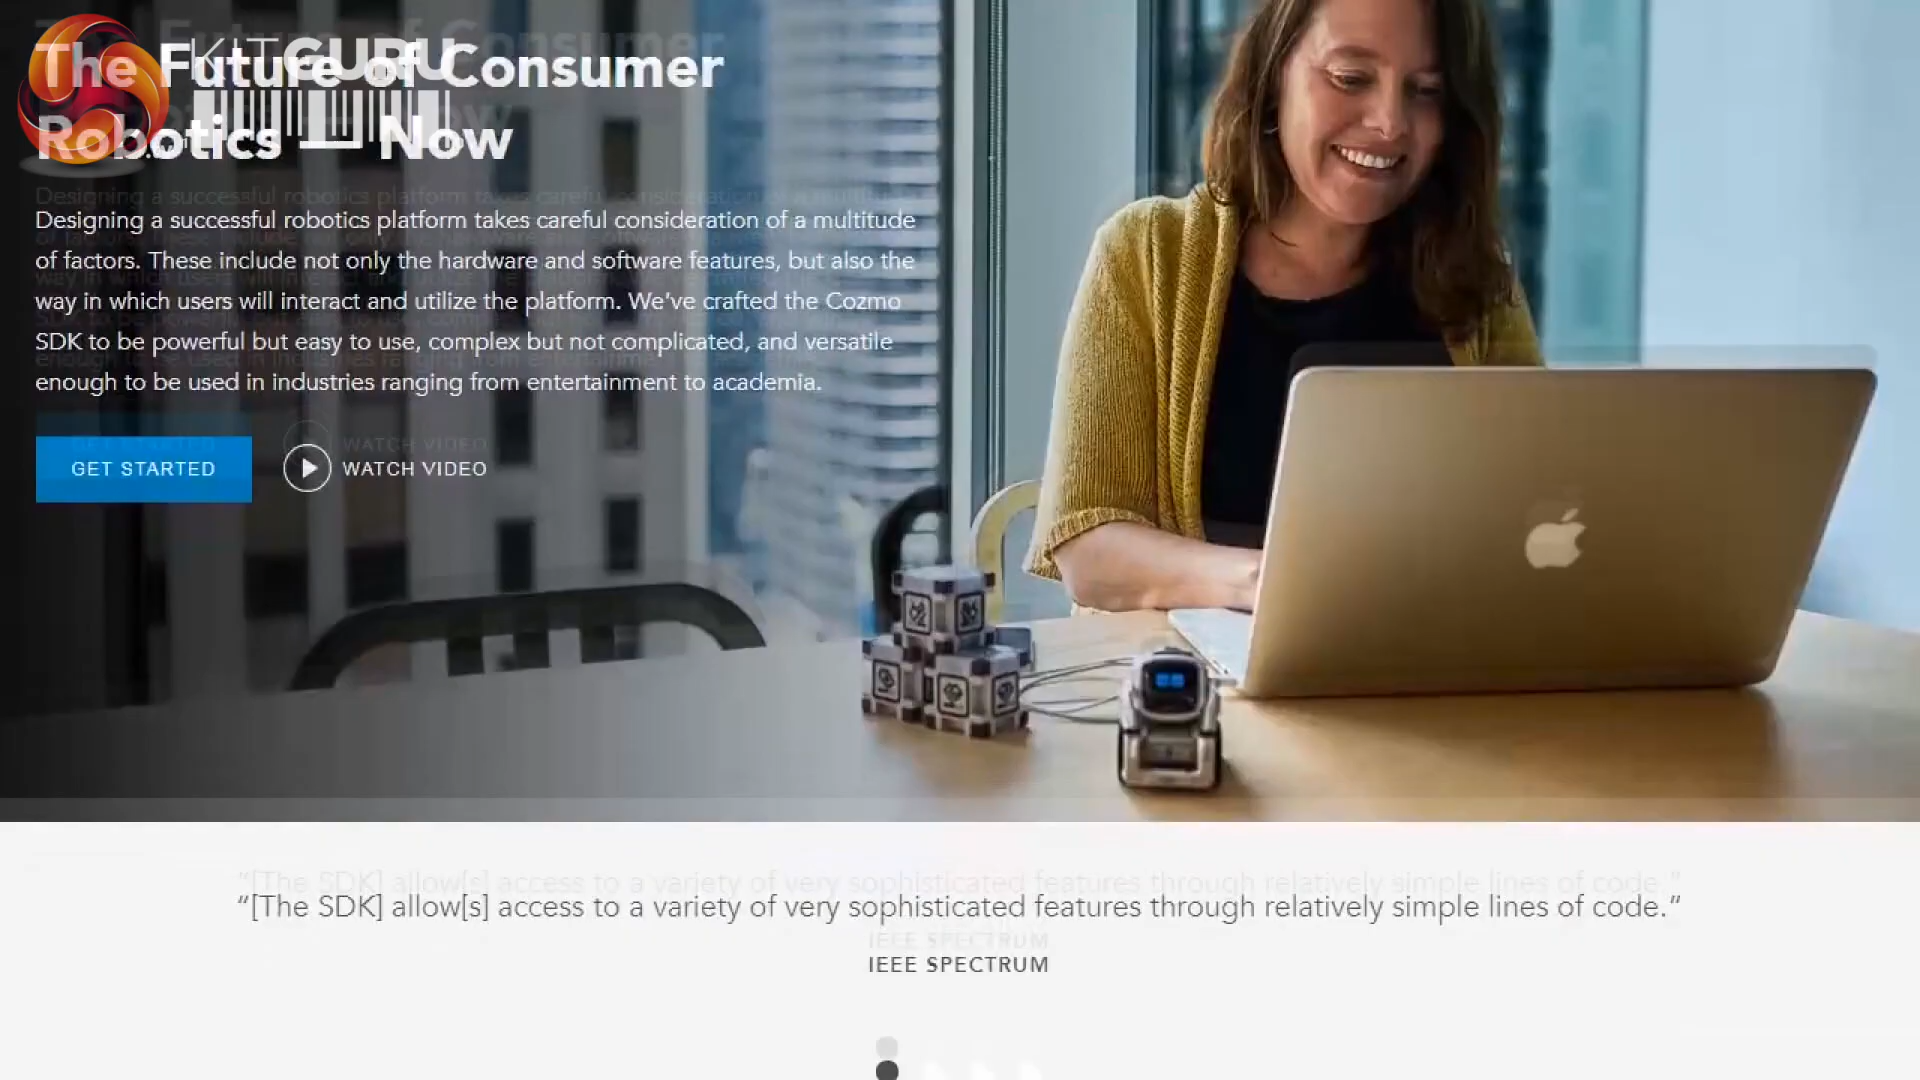 The Future of Consumer
Robotics Now
KITGURU
Designing a successful robotics platform takes careful consideration of a multitude
of factors. These include not only the hardware and software features, but also the
way in which users will interact and utilize the platform. We've crafted the Cozmo
SDK to be powerful but easy to use, complex but not complicated, and versatile
enough to be used in industries ranging from entertainment to academia.
GET STARTED
WATCH VIDEO
“[The SDK] allow[s] access to a variety of very sophisticated features through relatively simple lines of code.“
IEEE SPECTRUM